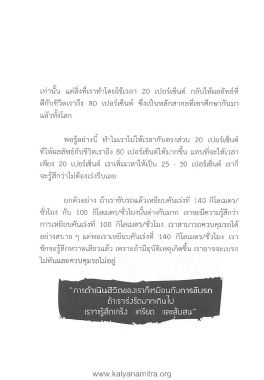 เท่านั้น แต่สิ่งที่เราทำโดยใช้เวลา 20 เปอร์เซ็นต์ กลับให้ผลลัพธ์ที่
ดีกับชีวิตเราถึง 80 เปอร์เซ็นต์ ซึ่งเป็นหลักสากลที่เขาศึกษากันมา
แล้วทั้งโลก
พอรู้อย่างนี้ ทำไมเราไม่ให้เวลากับตรงส่วน 20 เปอร์เซ็นต์
ที่ให้ผลลัพธ์กับชีวิตเราถึง 80 เปอร์เซ็นต์ให้มากขึ้น แทนที่จะให้เวลา
เพียง 20 เปอร์เซ็นต์ เราเพิ่มเวลาให้เป็น 25 - 30 เปอร์เซ็นต์ เราก็
จะรู้สึกว่าไม่ต้องเร่งรีบเลย
ยกตัวอย่าง ถ้าเราขับรถแล้วเหยียบคันเร่งที่ 140 กิโลเมตร/
ชั่วโมง กับ 100 กิโลเมตร/ชั่วโมงนั้นต่างกันมาก เราจะมีความรู้สึกว่า
การเหยียบคันเร่งที่ 100 กิโลเมตร/ชั่วโมง เราสามารถควบคุมรถได้
อย่างสบาย ๆ แต่พอเราเหยียบคันเร่งที่ 140 กิโลเมตร/ชั่วโมง เรา
ชักจะรู้สึกหวาดเสียวแล้ว เพราะถ้ามีอุบัติเหตุเกิดขึ้น เราอาจจะเบรก
ไม่ทันและควบคุมรถไม่อยู่
"การดำเนินชีวิตของเราก็เหมือนกับการขับรถ
ถ้าเราเร่งรัดมากเกินไป
เราจะรู้สึกเกร็ง เครียด และสับสน"
www.kalyanamitra.org